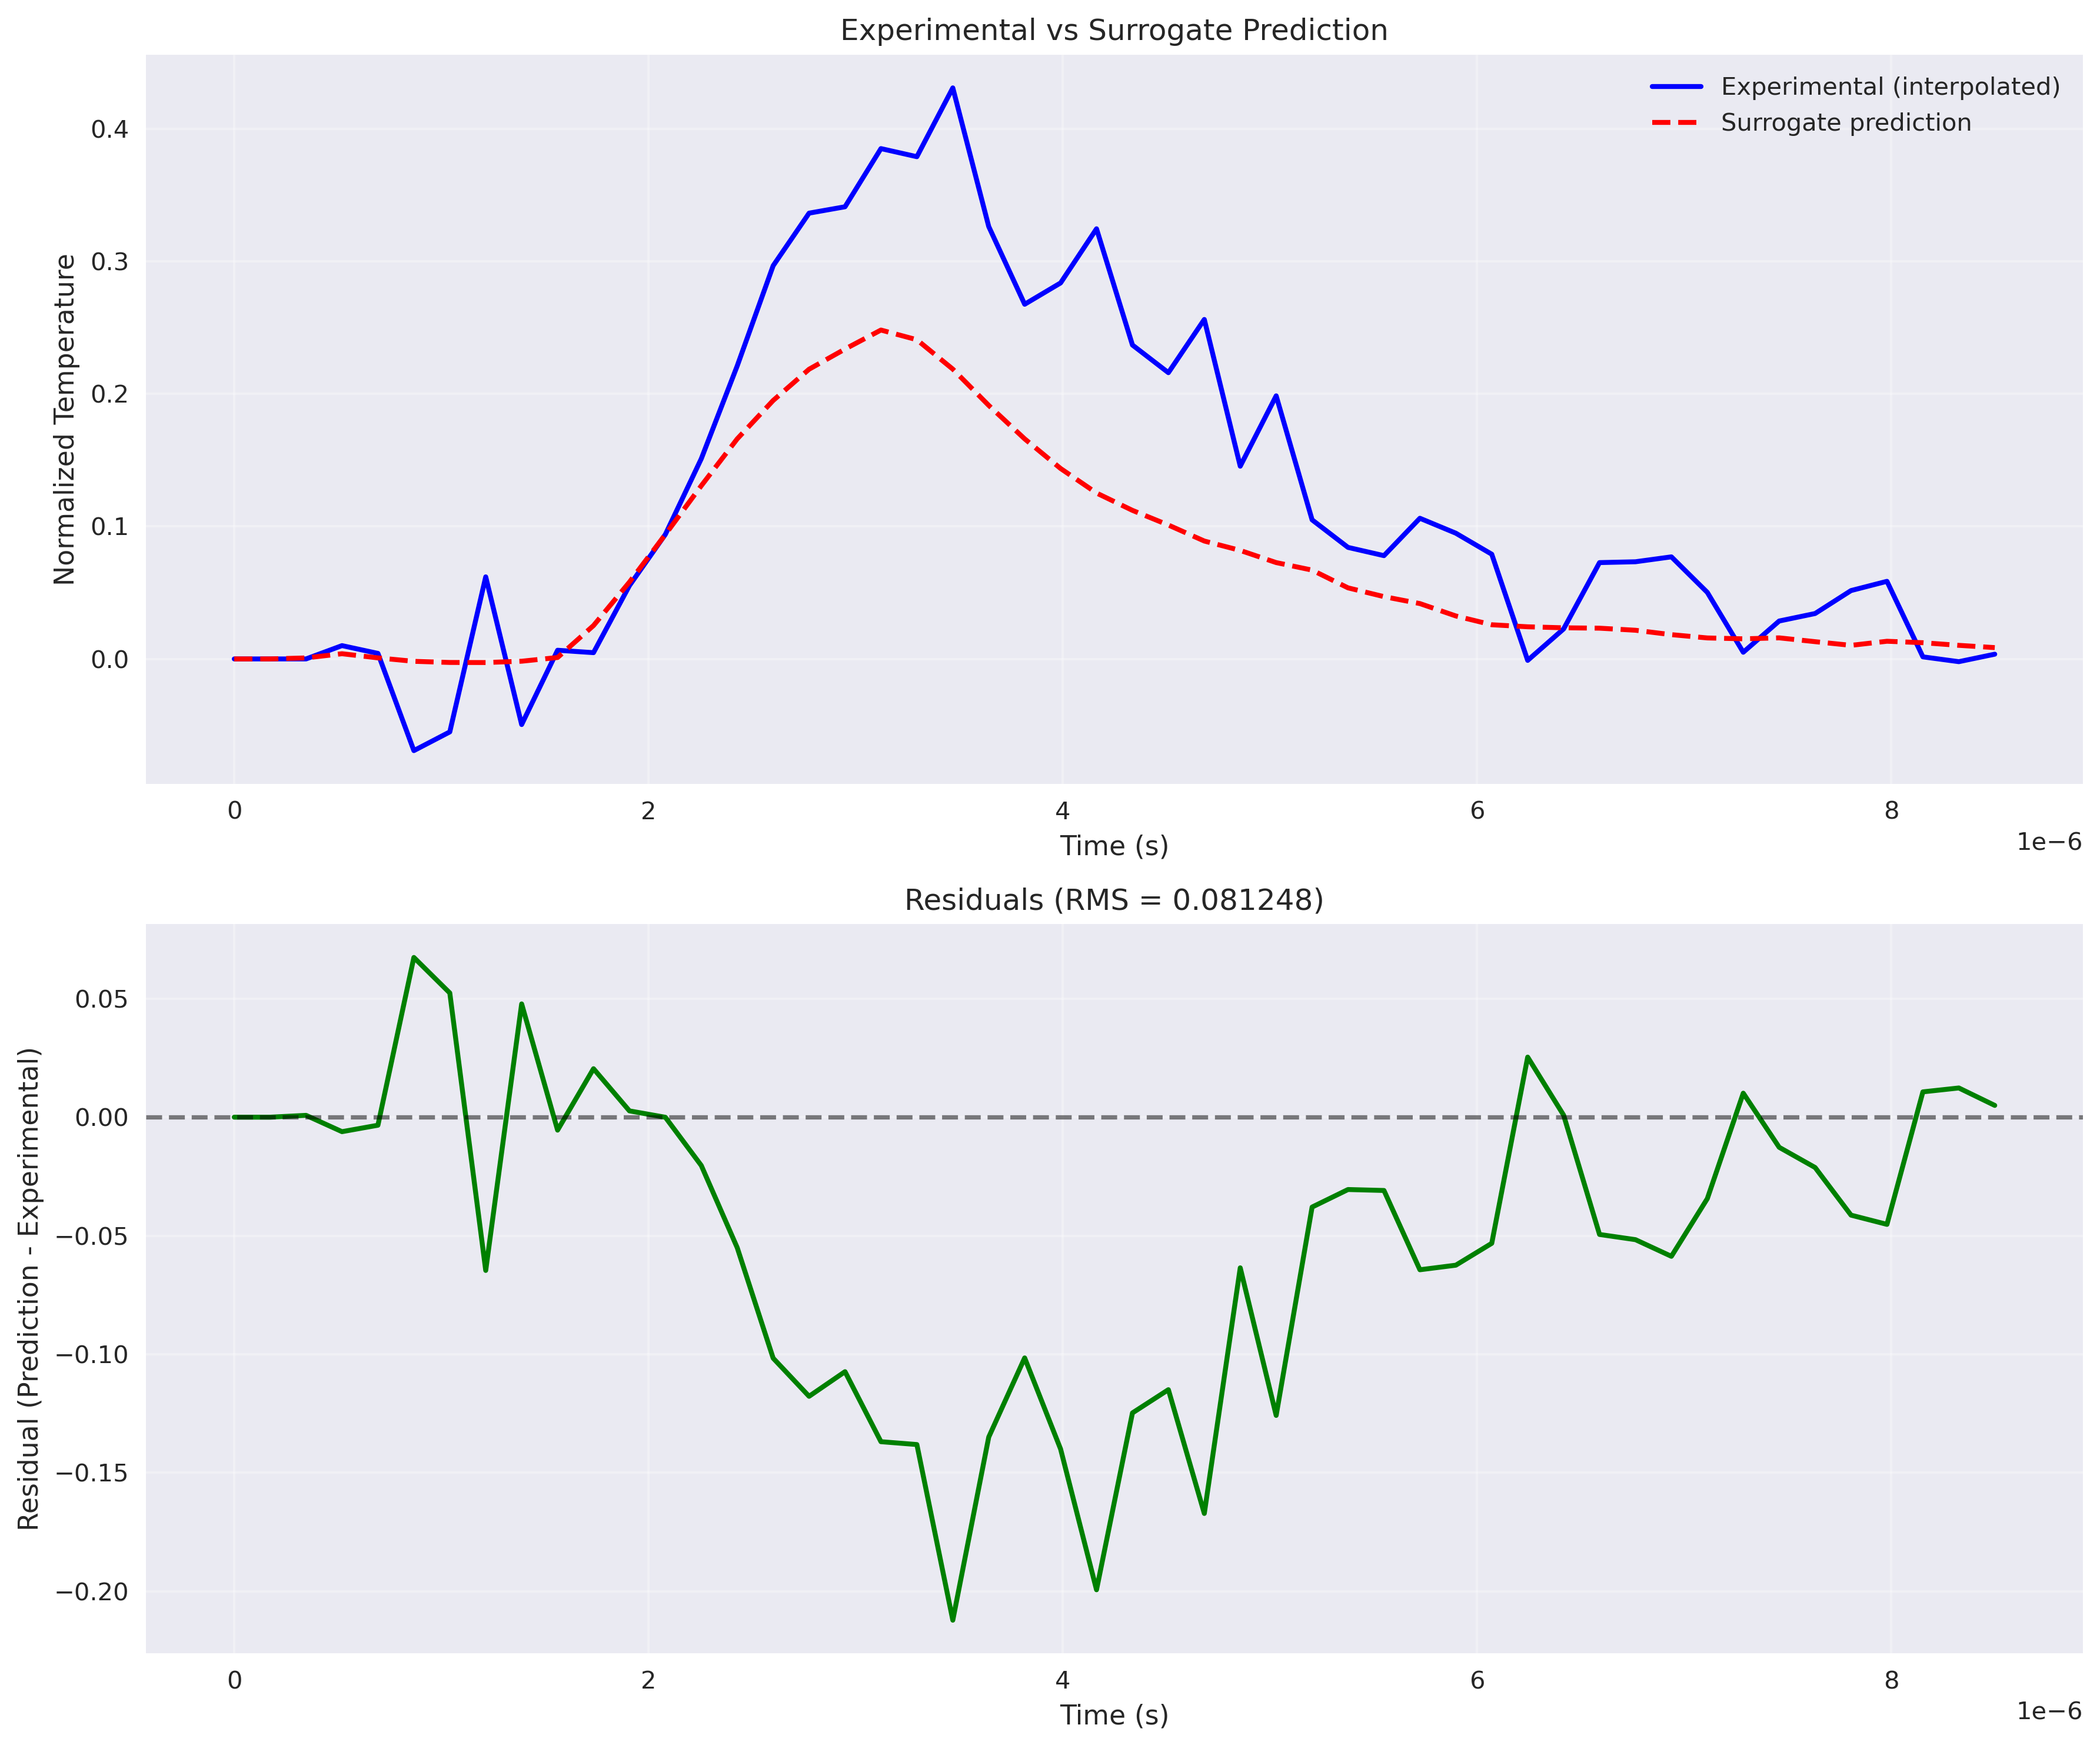 Experimental vs Surrogate Prediction
Experimental (interpolated)
Surrogate prediction
Normalized Temperature
0.4
0.3
0.2
0.1
0.0
0 2 4 6 8
1e−6
Time (s)
Residuals (RMS = 0.081248)
Residual (Prediction - Experimental)
0.05
0.00
−0.05
−0.10
−0.15
−0.20
0 2 4 6 8
1e−6
Time (s)